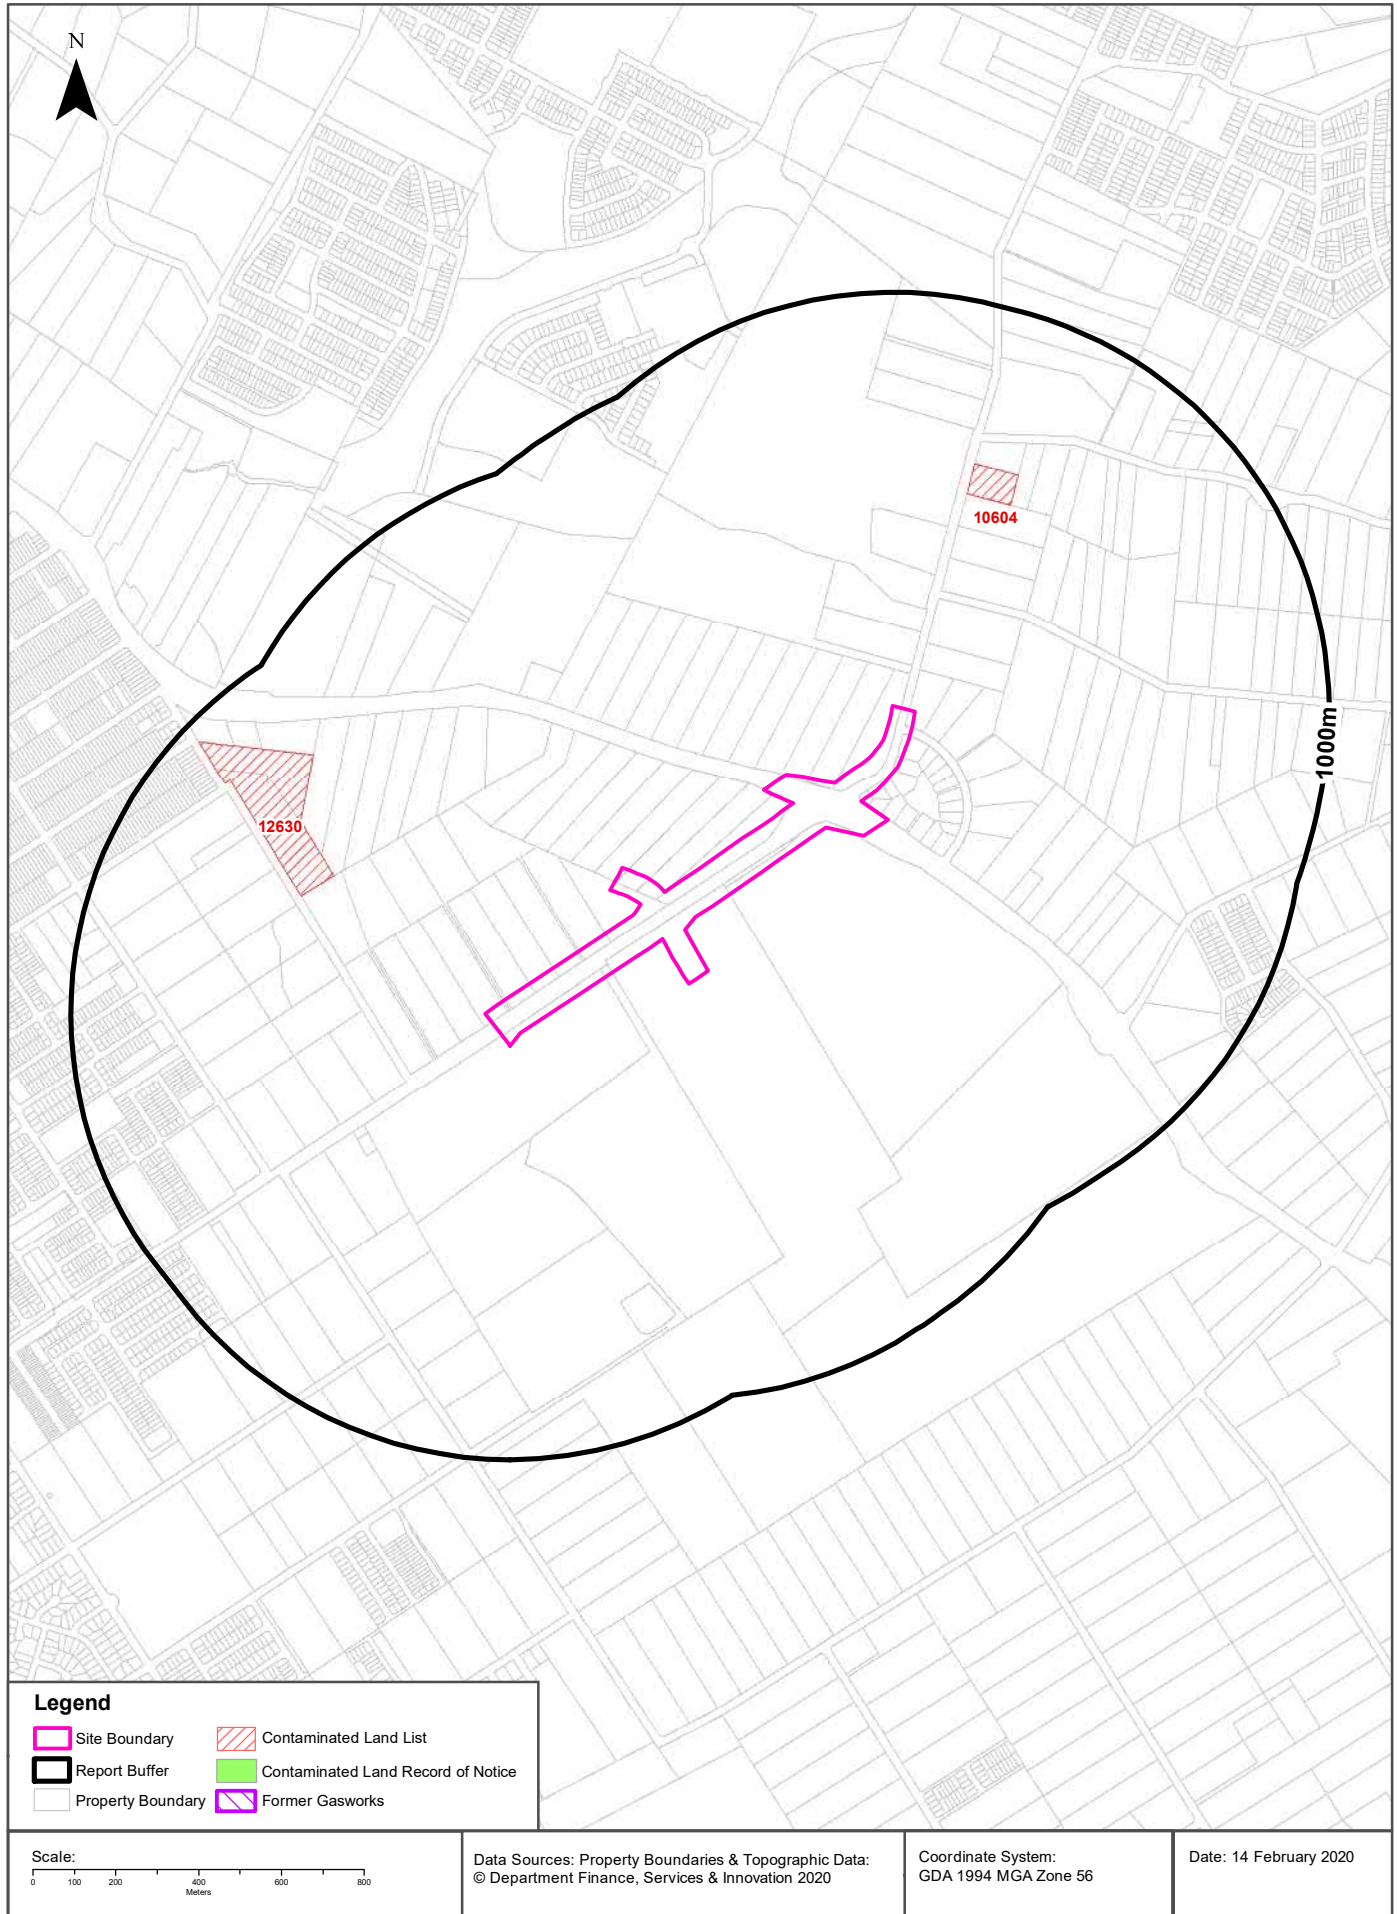 N
10604
1000m
12630
Legend
Site Boundary
Contaminated Land List
Report Buffer
Contaminated Land Record of Notice
Property Boundary
Former Gasworks
Scale:
0 100 200 400 600 800
Meters
Data Sources: Property Boundaries & Topographic Data:
© Department Finance, Services & Innovation 2020
Coordinate System:
GDA 1994 MGA Zone 56
Date: 14 February 2020